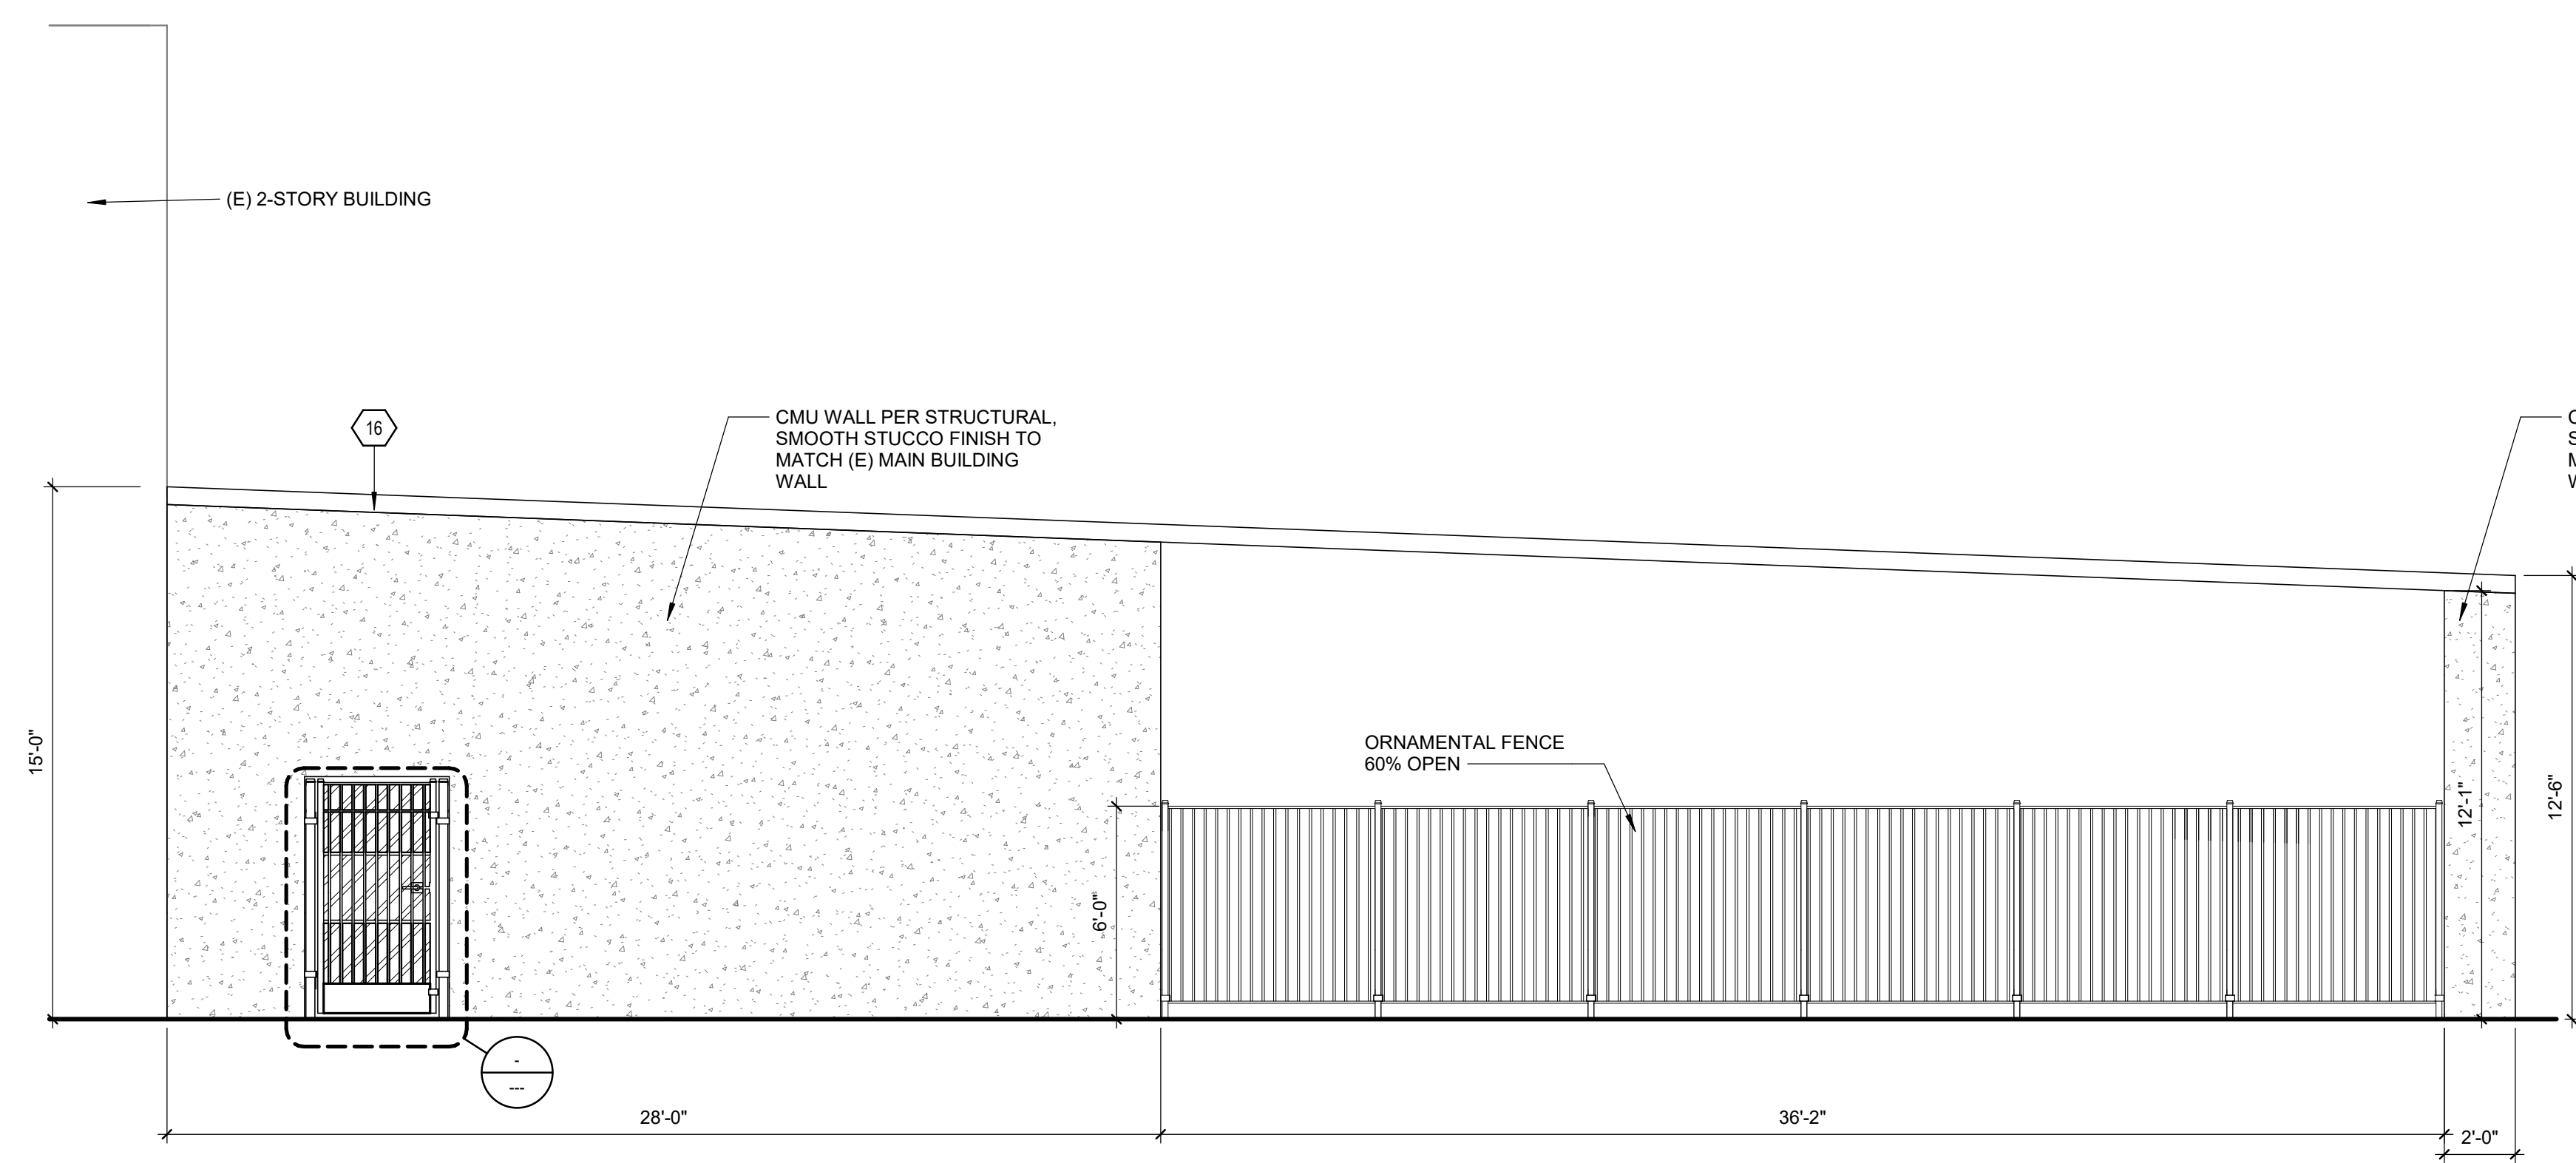 (E) 2-STORY BUILDING
16
CMU WALL PER STRUCTURAL,
SMOOTH STUCCO FINISH TO
MATCH (E) MAIN BUILDING
WALL
C
S
M
W
15'-0"
ORNAMENTAL FENCE
60% OPEN
6'-0"
12'-1"
12'-6"
-
---
28'-0"
36'-2"
2'-0"